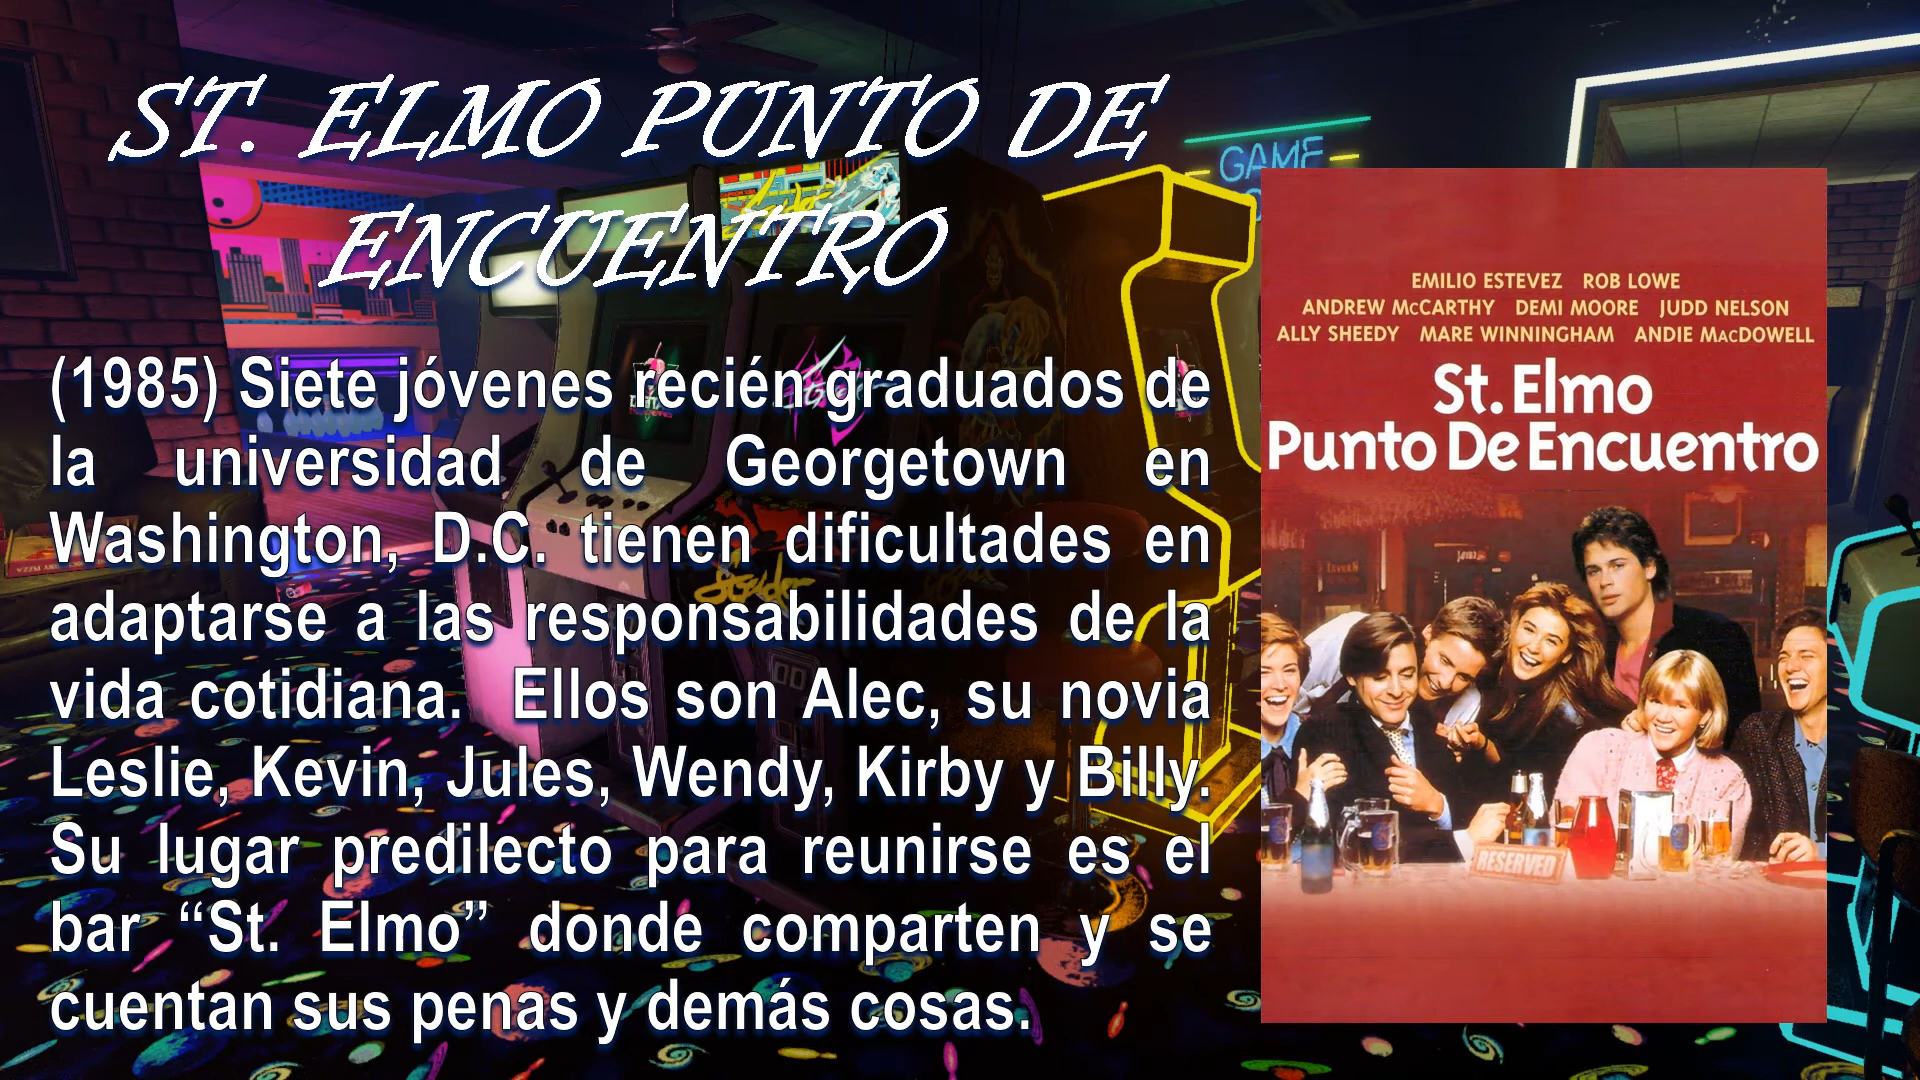 ST. ELMO PUNTO DE
ENCUENTRO
(1985) Siete jóvenes recién graduados de
la universidad de Georgetown en
Washington, D.C. tienen dificultades en
adaptarse a las responsabilidades de la
vida cotidiana. Ellos son Alec, su novia
Leslie, Kevin, Jules, Wendy, Kirby y Billy.
Su lugar predilecto para reunirse es el
bar “St. Elmo” donde comparten y se
cuentan sus penas y demás cosas.
GAME
EMILIO ESTEVEZ ROB LOWE
ANDREW McCARTHY DEMI MOORE JUDD NELSON
ALLY SHEEDY MARE WINNINGHAM ANDIE MacDOWELL
St. Elmo
Punto De Encuentro
RESERVED